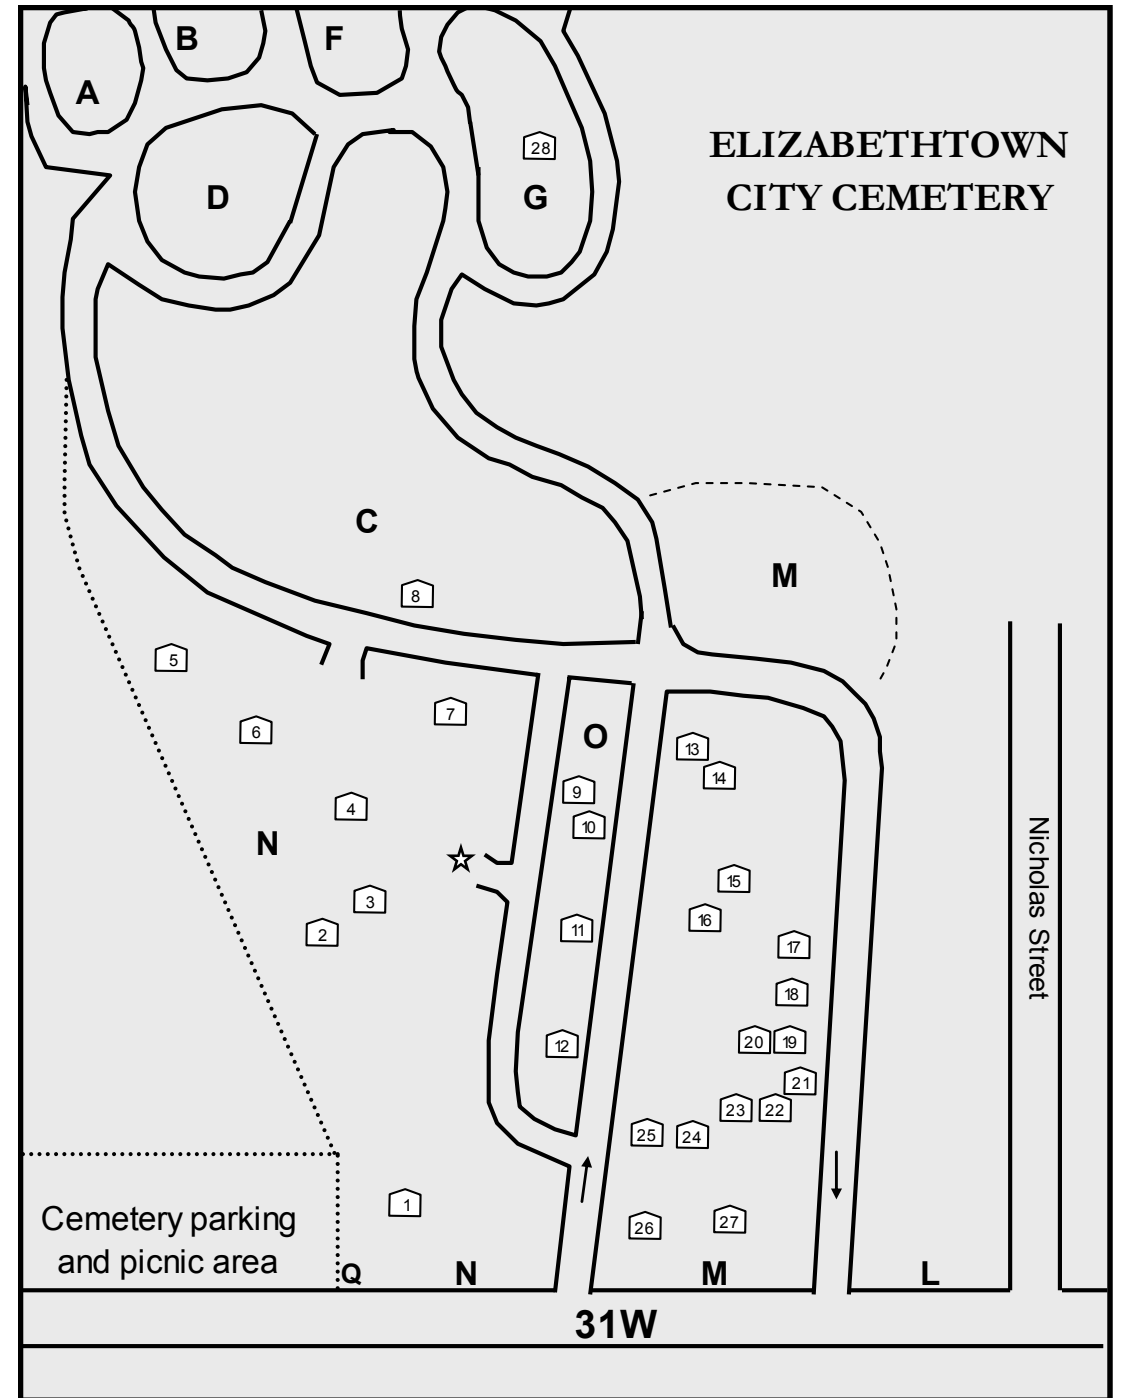 B
F
A
ELIZABETHTOWN
CITY CEMETERY
28
D
G
C
M
8
5
7
6
O
13
14
9
4
10
N
Nicholas Street
15
3
16
11
2
17
18
20
19
12
21
23
22
25
24
1
Cemetery parking
and picnic area
26
27
Q
N
M
L
31W